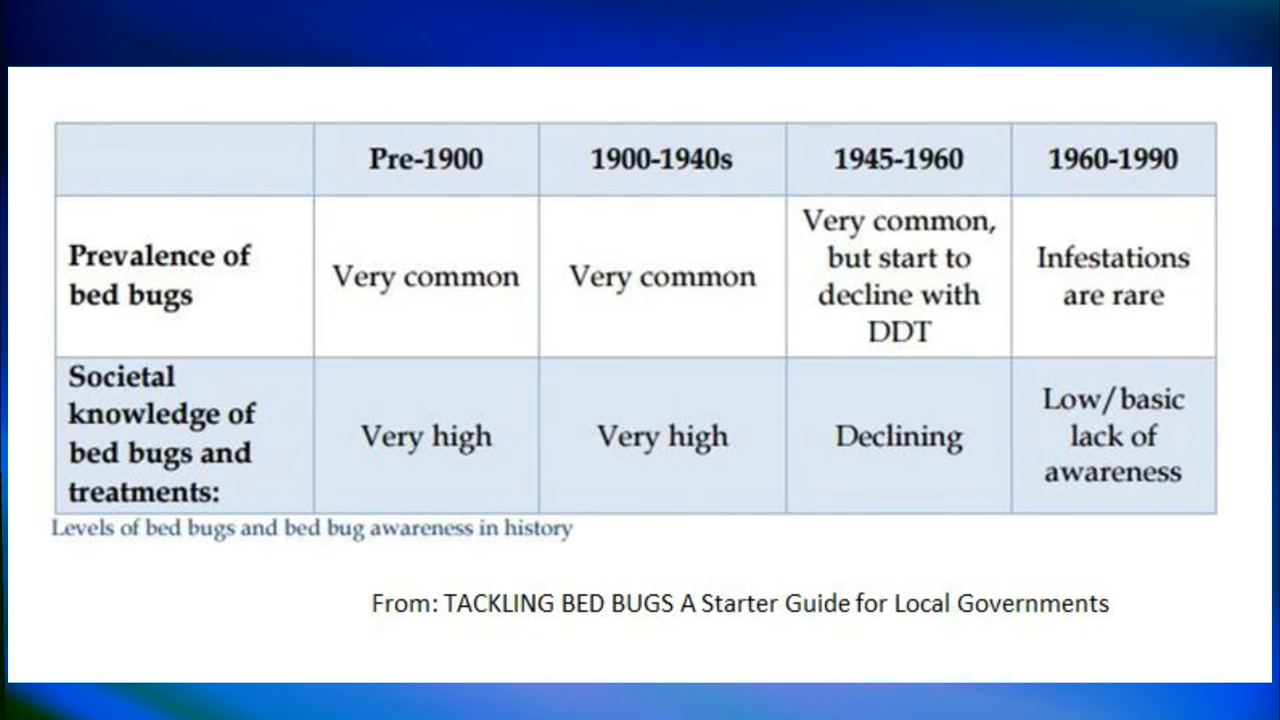 Pre-1900 1900-1940s 1945-1960 1960-1990
Prevalence of
bed bugs
Very common
Very common
Very common,
but start to
decline with
DDT
Infestations
are rare
Societal
knowledge of
bed bugs and
treatments:
Very high
Very high
Declining
Low/basic
lack of
awareness
Levels of bed bugs and bed bug awareness in history
From: TACKLING BED BUGS A Starter Guide for Local Governments